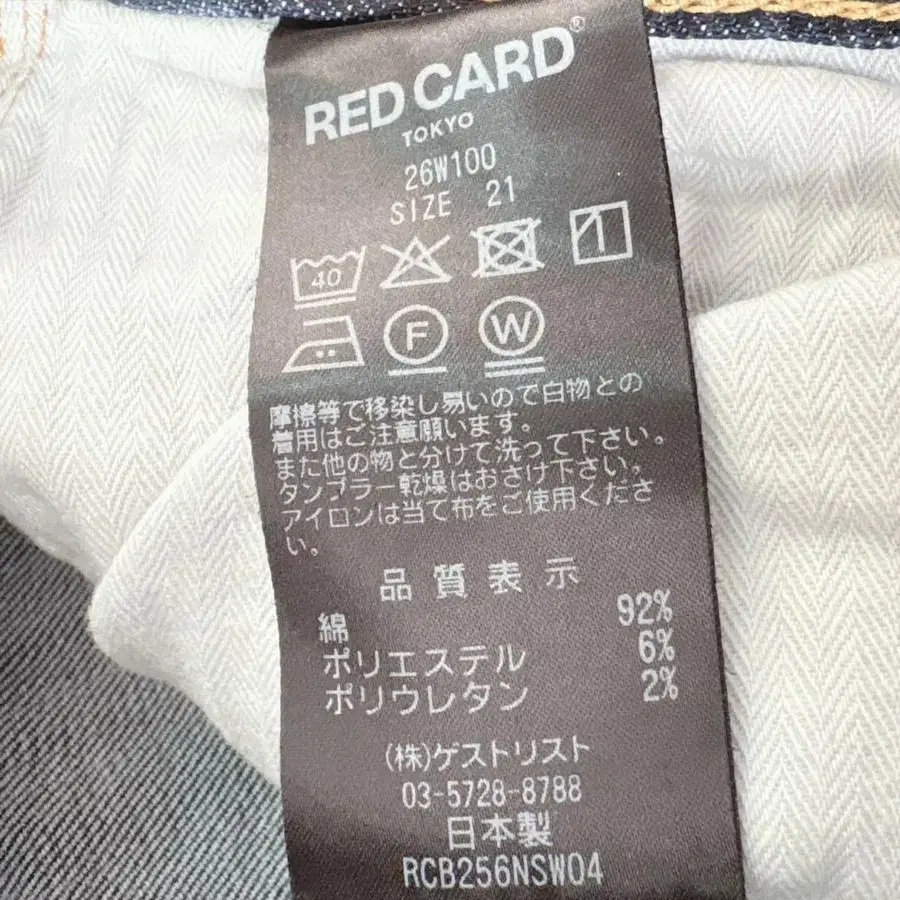 RED CARD®
TOKYO
26W100
SIZE 21
40
F W
摩擦等で移染し易いので白物との
着用はご注意願います。
また他の物と分けて洗って下さい。
タンブラー乾燥はおさけ下さい。
アイロンは当て布をご使用くださ
い。
品質表示
綿 92%
ポリエステル 6%
ポリウレタン 2%
(株)ゲストリスト
03-5728-8788
日本製
RCB256NSW04